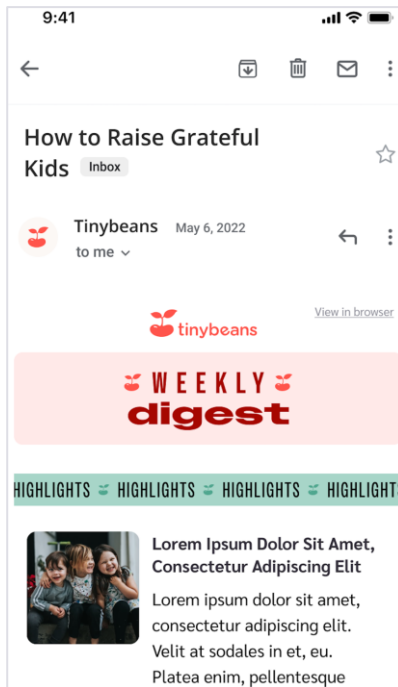 9:41
How to Raise Grateful
Kids Inbox
Tinybeans May 6, 2022
to me
View in browser
tinybeans
WEEKLY
digest
HIGHLIGHTS HIGHLIGHTS HIGHLIGHTS HIGHLIGHT
Lorem Ipsum Dolor Sit Amet,
Consectetur Adipiscing Elit
Lorem ipsum dolor sit amet,
consectetur adipiscing elit.
Velit at sodales in et, eu.
Platea enim, pellentesque